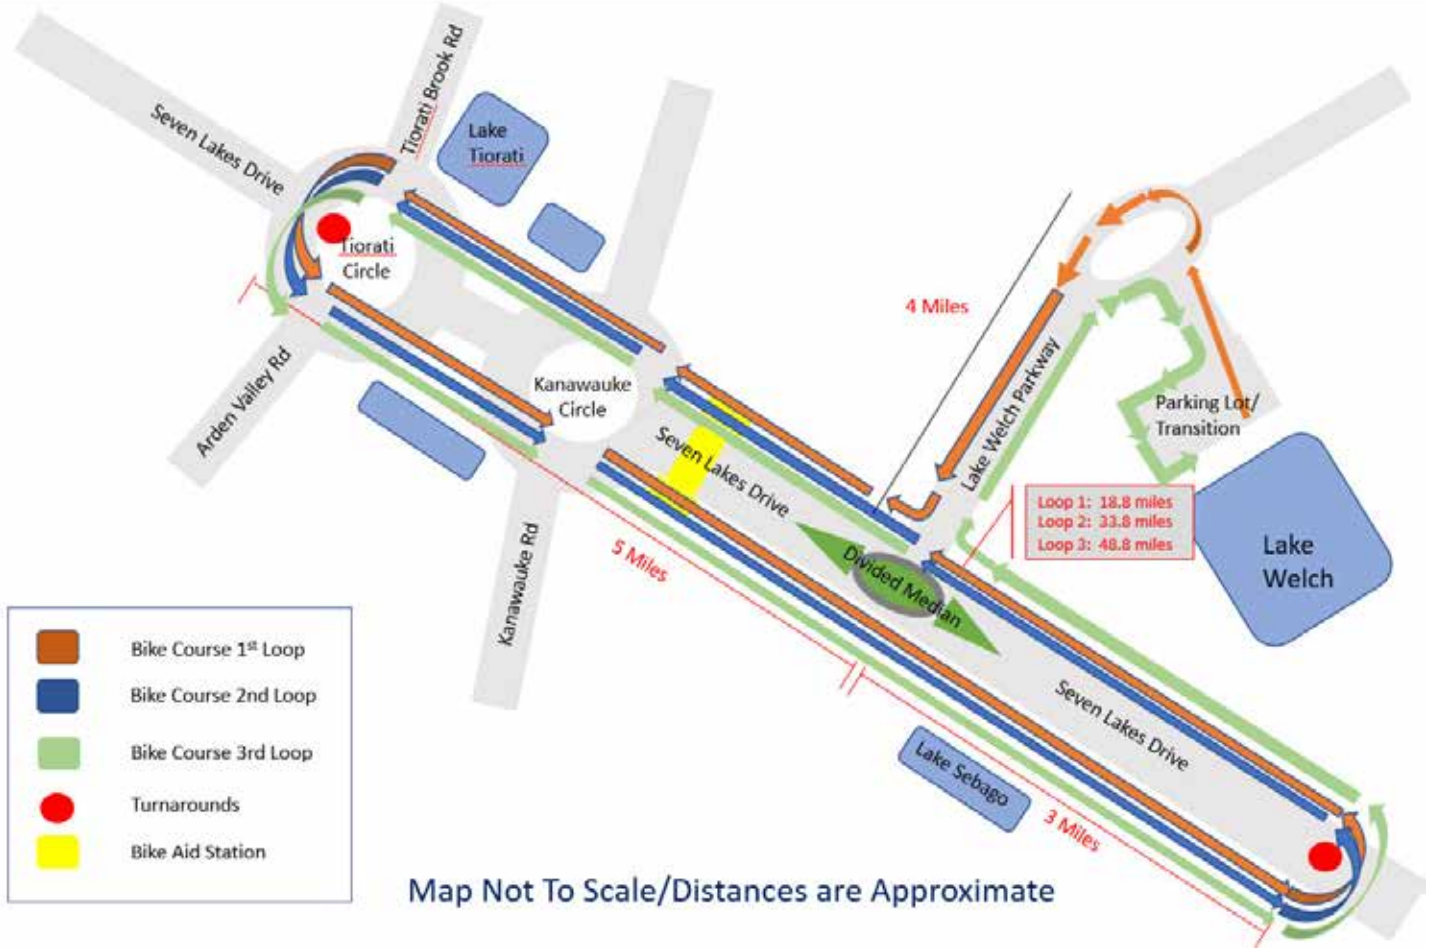 Seven Lakes Drive
Tiorati Brook Rd
Lake
Tiorati
Tiorati
Circle
4 Miles
Lake Welch Parkway
Parking Lot/
Transition
Kanawauke
Circle
Arden Valley Rd
Seven Lakes Drive
Loop 1: 18.8 miles
Loop 2: 33.8 miles
Loop 3: 48.8 miles
Lake
Welch
Kanawauke Rd
5 Miles
Divided Median
Seven Lakes Drive
Lake Sebago
3 Miles
Bike Course 1st Loop
Bike Course 2nd Loop
Bike Course 3rd Loop
Turnarounds
Bike Aid Station
Map Not To Scale/Distances are Approximate